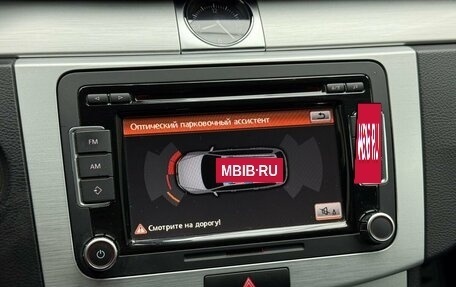 Оптический парковочный ассистент
FM
AM
MBIB-RU
MBIB-RU
Смотрите на дорогу!